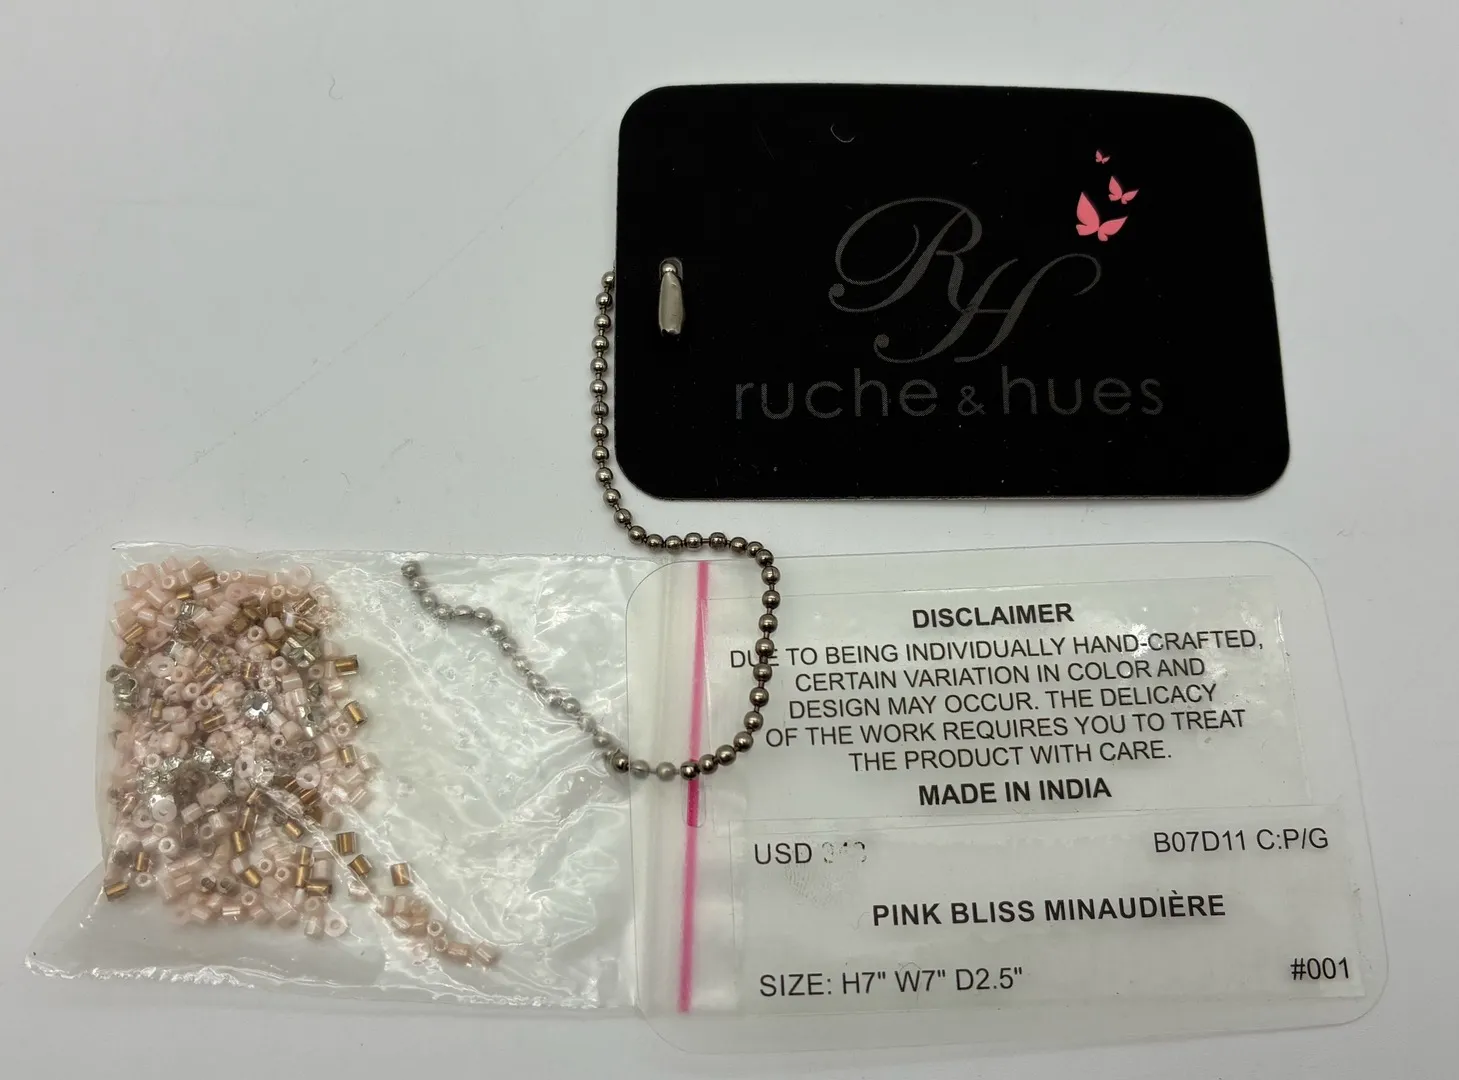 RH
ruche & hues
DISCLAIMER
DUE TO BEING INDIVIDUALLY HAND-CRAFTED,
CERTAIN VARIATION IN COLOR AND
DESIGN MAY OCCUR. THE DELICACY
OF THE WORK REQUIRES YOU TO TREAT
THE PRODUCT WITH CARE.
MADE IN INDIA
USD
B07D11 C:P/G
PINK BLISS MINAUDIÈRE
SIZE: H7" W7" D2.5"
#001